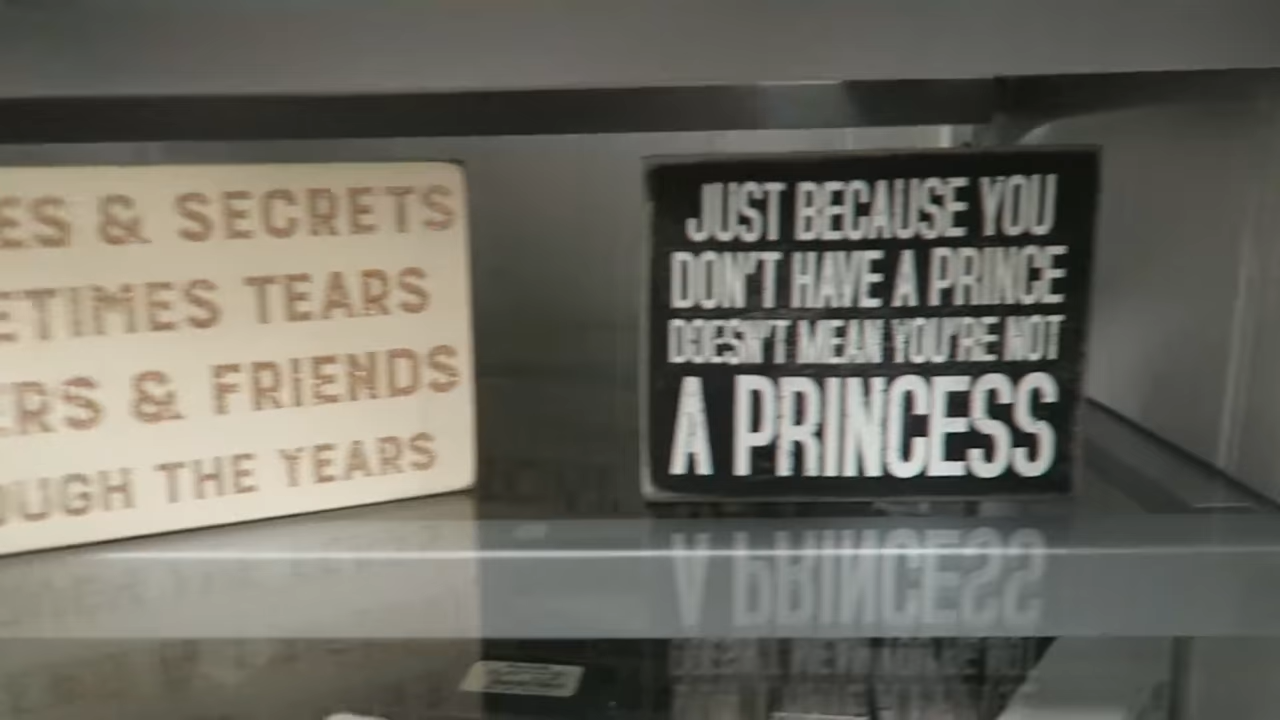 ES & SECRETS
ETIMES TEARS
ERS & FRIENDS
OUGH THE YEARS
JUST BECAUSE YOU
DON'T HAVE A PRINCE
DOESN'T MEAN YOU'RE NOT
A PRINCESS